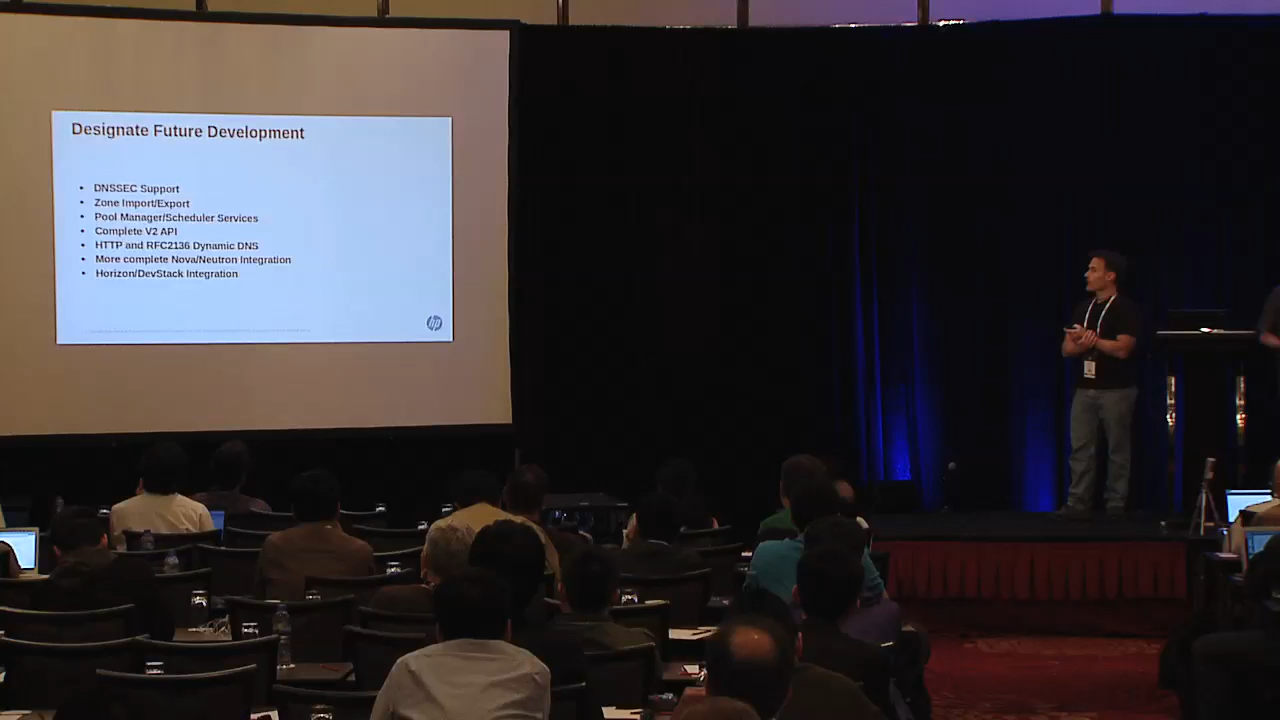 Designate Future Development
• DNSSEC Support
• Zone Import/Export
• Pool Manager/Scheduler Services
• Complete V2 API
• HTTP and RFC2136 Dynamic DNS
• More complete Nova/Neutron Integration
• Horizon/DevStack Integration
hp